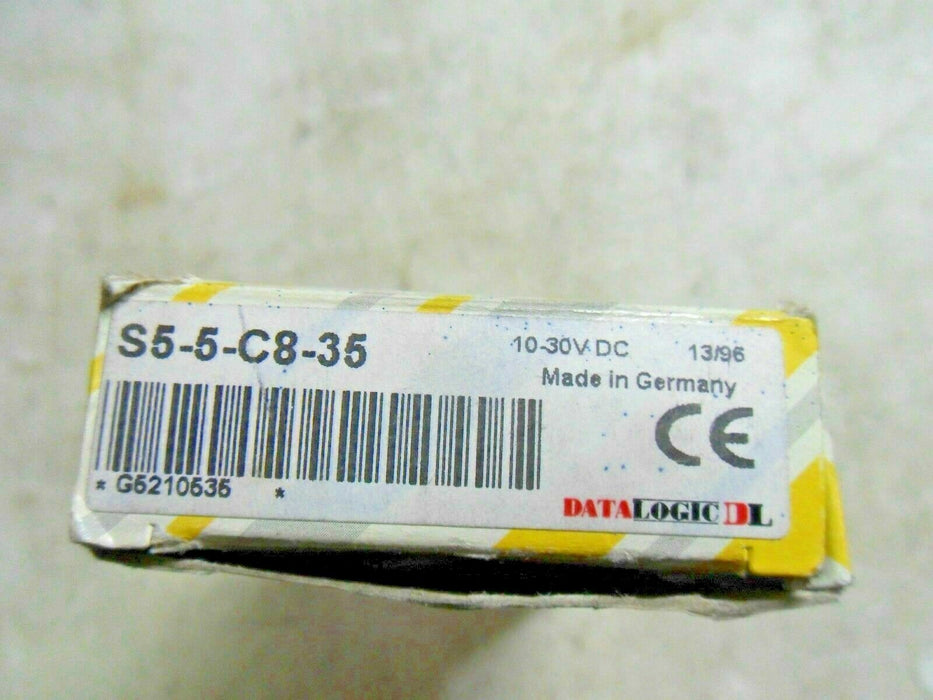 S5-5-C8-35
10-30V DC 13/96
Made in Germany
CE
* G5210535 *
DATALOGIC DL